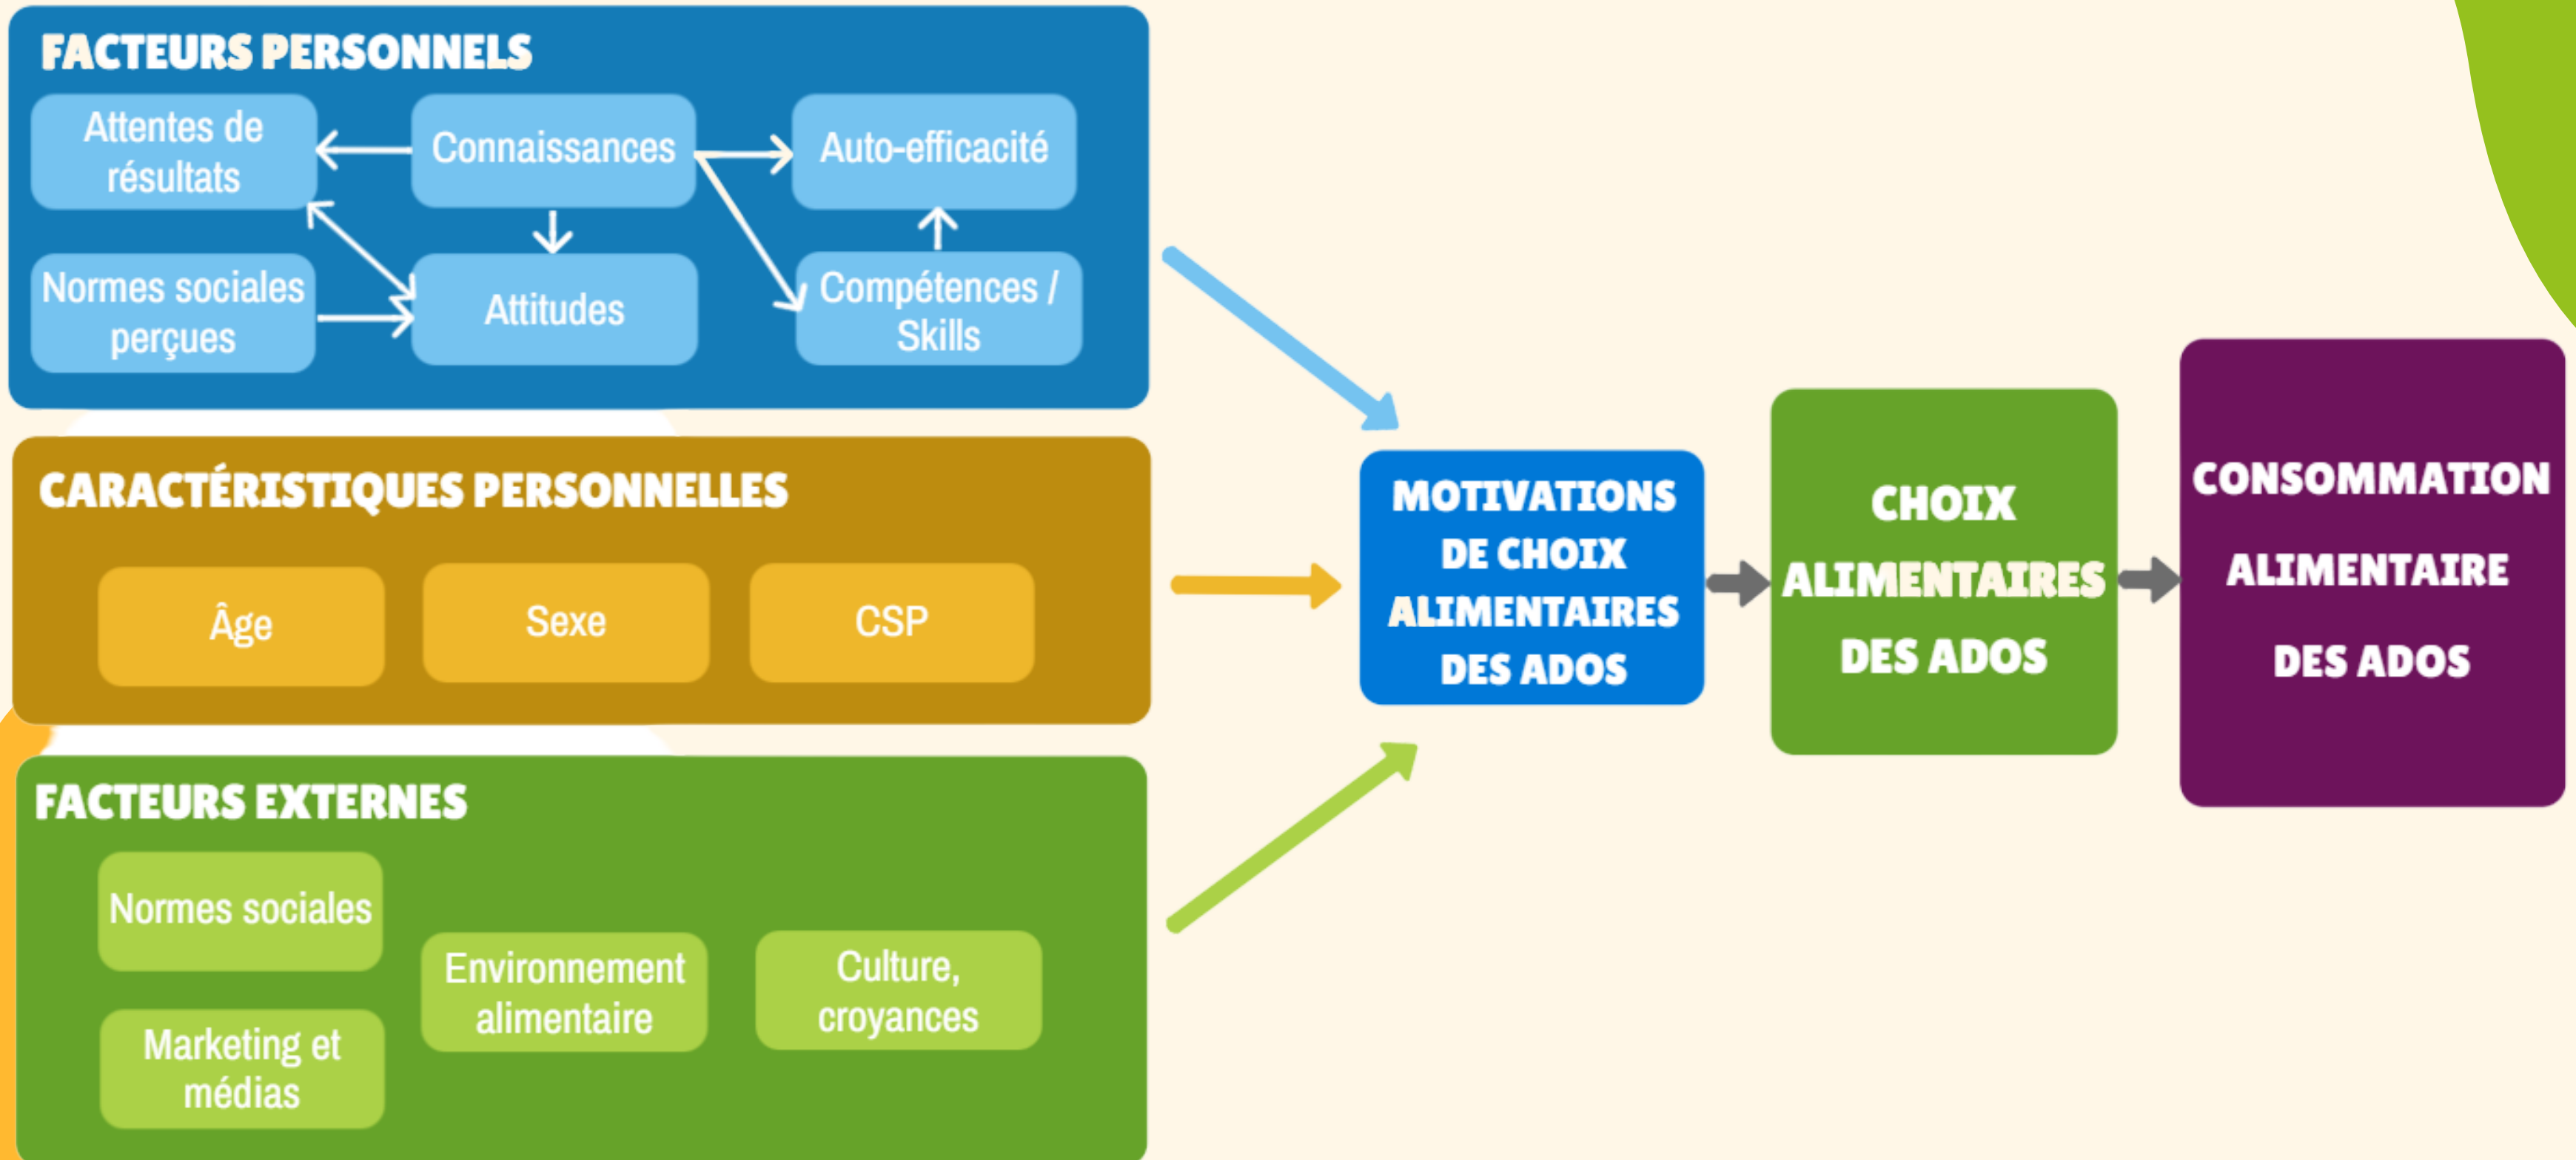 FACTEURS PERSONNELS
Attentes de
résultats
Connaissances
Auto-efficacité
Normes sociales
perçues
Attitudes
Compétences /
Skills
CARACTÉRISTIQUES PERSONNELLES
Âge
Sexe
CSP
FACTEURS EXTERNES
Normes sociales
Marketing et
médias
Environnement
alimentaire
Culture,
croyances
MOTIVATIONS
DE CHOIX
ALIMENTAIRES
DES ADOS
CHOIX
ALIMENTAIRES
DES ADOS
CONSOMMATION
ALIMENTAIRE
DES ADOS